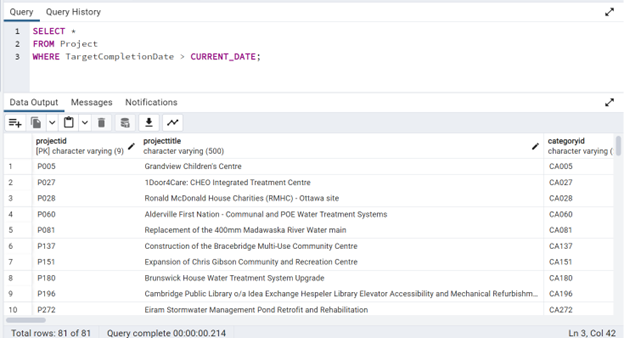 Query Query History
1 SELECT *
2 FROM Project
3 WHERE TargetCompletionDate > CURRENT_DATE;
Data Output Messages Notifications
projectid projecttitle categoryid
[PK] character varying (9) character varying (500) character varying (
1 P005 Grandview Children's Centre CA005
2 P027 1Door4Care: CHEO Integrated Treatment Centre CA027
3 P028 Ronald McDonald House Charities (RMHC) - Ottawa site CA028
4 P060 Alderville First Nation - Communal and POE Water Treatment Systems CA060
5 P081 Replacement of the 400mm Madawaska River Water main CA081
6 P137 Construction of the Bracebridge Multi-Use Community Centre CA137
7 P151 Expansion of Chris Gibson Community and Recreation Centre CA151
8 P180 Brunswick House Water Treatment System Upgrade CA180
9 P196 Cambridge Public Library o/a Idea Exchange Hespeler Library Elevator Accessibility and Mechanical Refurbishm... CA196
10 P272 Eiram Stormwater Management Pond Retrofit and Rehabilitation CA272
Total rows: 81 of 81 Query complete 00:00:00.214 Ln 3, Col 42